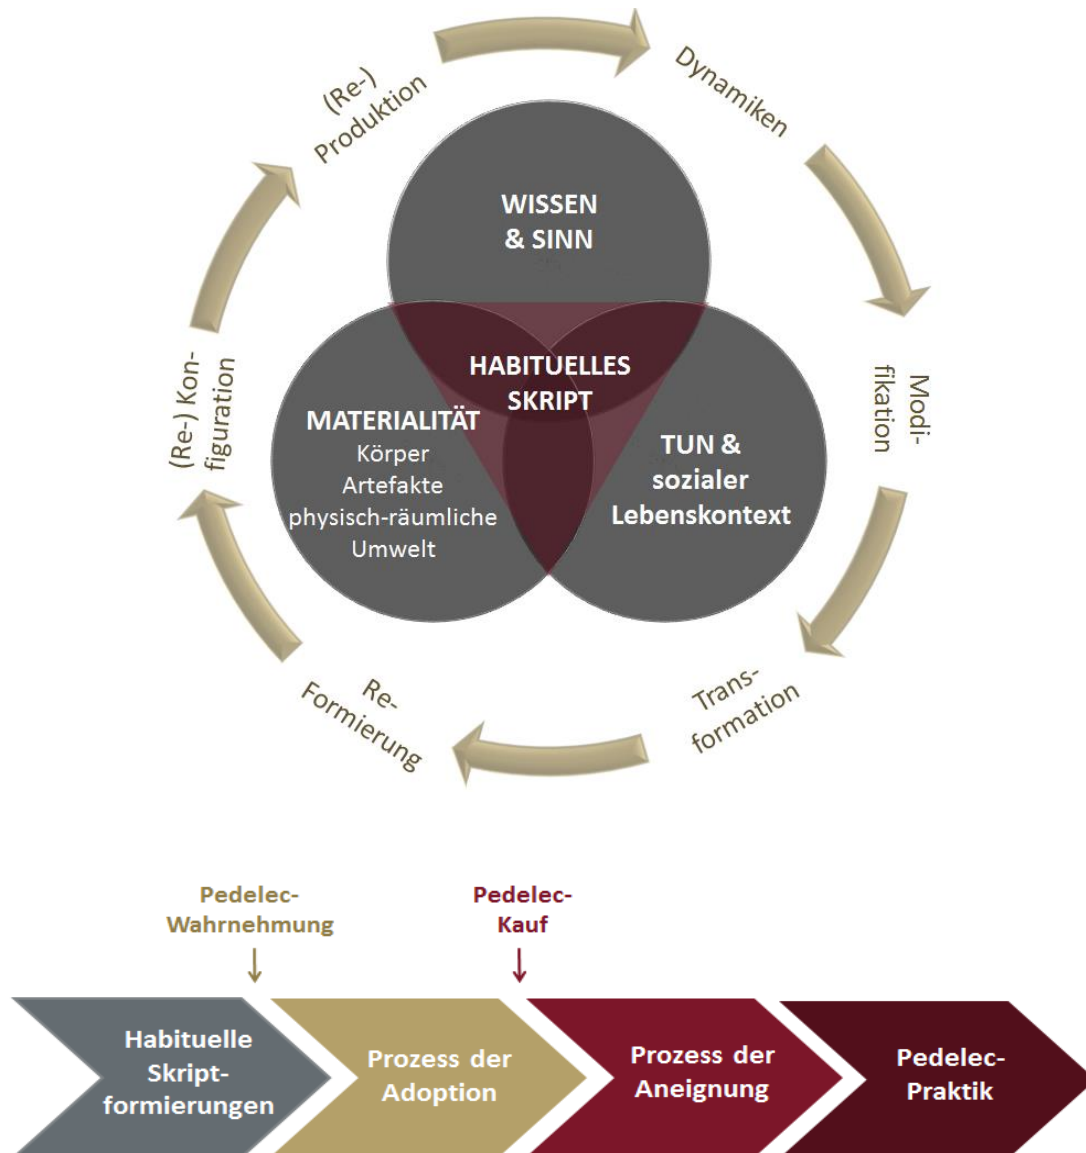 (Re-)
Produktion
Dynamiken
WISSEN
& SINN
HABITUELLES
SKRIPT
MATERIALITÄT
Körper
Artefakte
physisch-räumliche
Umwelt
TUN &
sozialer
Lebenskontext
(Re-) Kon-
figuration
Modi-
fikation
Trans-
formation
Re-
Formierung
Pedelec-
Wahrnehmung
Pedelec-
Kauf
Habituelle
Skript-
formierungen
Prozess der
Adoption
Prozess der
Aneignung
Pedelec-
Praktik